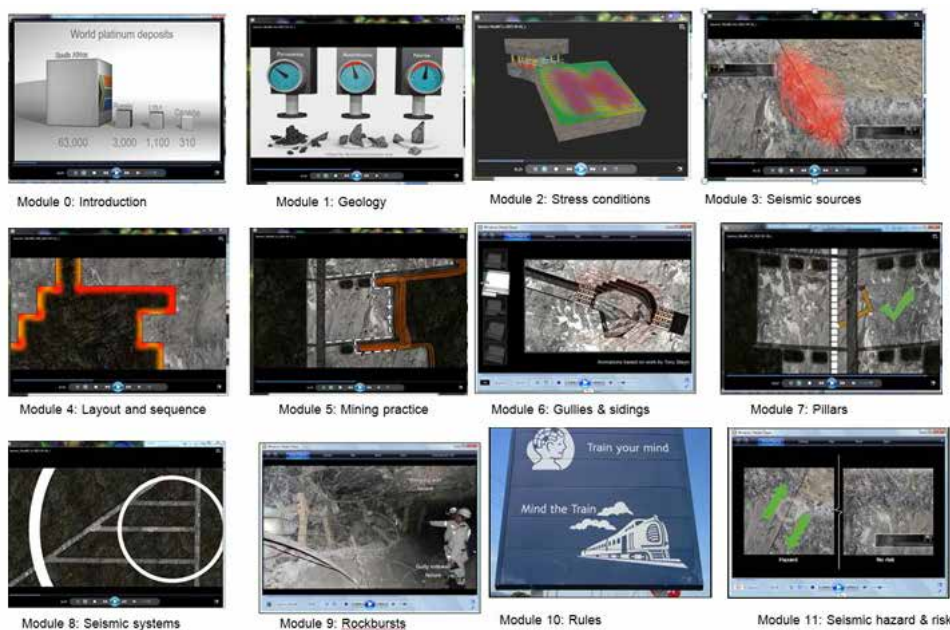 World platinum deposits
South Africa
Russia
USA
Canada
63,000
3,000
1,100
310
Module 0: Introduction
Pyroxenite
Anorthosite
Norite
Module 1: Geology
Module 2: Stress conditions
Module 3: Seismic sources
Module 4: Layout and sequence
Module 5: Mining practice
Module 6: Gullies & sidings
Module 7: Pillars
Module 8: Seismic systems
Module 9: Rockbursts
Train your mind
Mind the Train
Module 10: Rules
Hazard
No risk
Module 11: Seismic hazard & risk